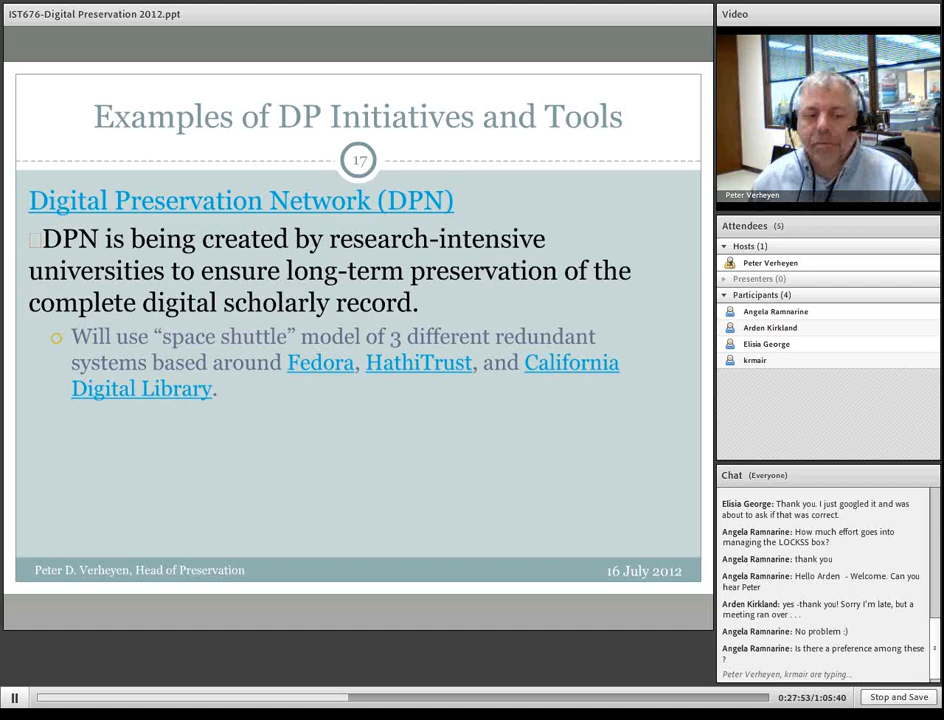 IST676-Digital Preservation 2012.ppt
Examples of DP Initiatives and Tools
17
Digital Preservation Network (DPN)
DPN is being created by research-intensive
universities to ensure long-term preservation of the
complete digital scholarly record.
Will use “space shuttle” model of 3 different redundant
systems based around Fedora, HathiTrust, and California
Digital Library.
Peter D. Verheyen, Head of Preservation
16 July 2012
Video
Peter Verheyen
Attendees (5)
Hosts (1)
Peter Verheyen
Presenters (0)
Participants (4)
Angela Ramnarine
Arden Kirkland
Elisia George
krmair
Chat (Everyone)
Elisia George: Thank you. I just googled it and was
about to ask if that was correct.
Angela Ramnarine: How much effort goes into
managing the LOCKSS box?
Angela Ramnarine: thank you
Angela Ramnarine: Hello Arden - Welcome. Can you
hear Peter
Arden Kirkland: yes -thank you! Sorry I'm late, but a
meeting ran over . . .
Angela Ramnarine: No problem :)
Angela Ramnarine: Is there a preference among these
?
Peter Verheyen, krmair are typing...
0:27:53/1:05:40
Stop and Save